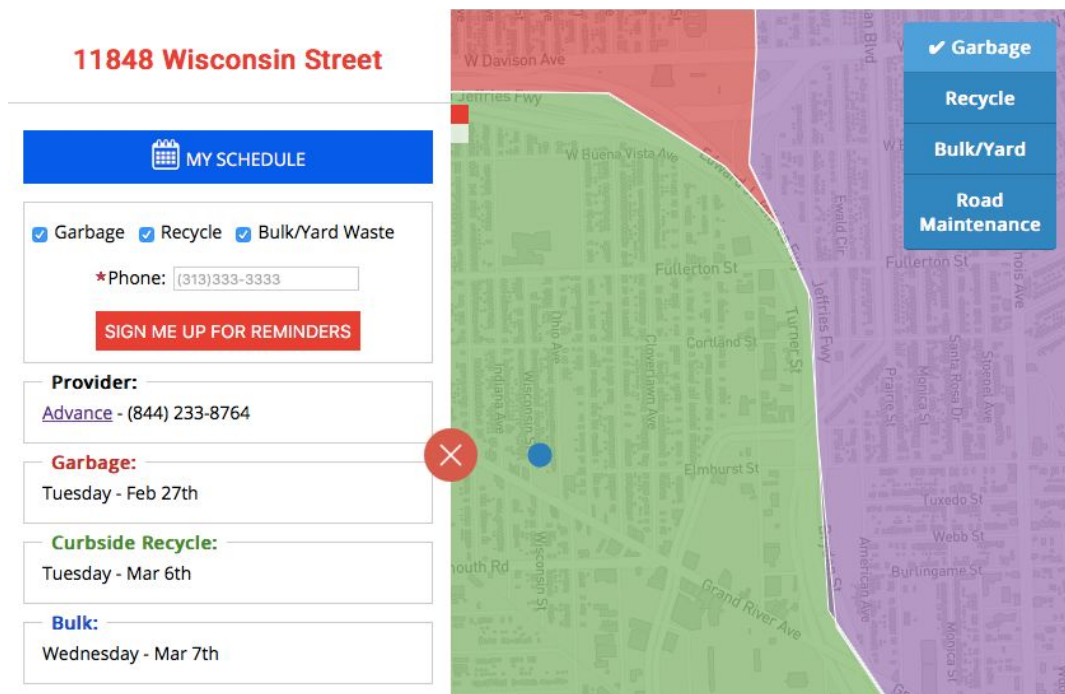 11848 Wisconsin Street
MY SCHEDULE
Garbage Recycle Bulk/Yard Waste
*Phone: (313)333-3333
SIGN ME UP FOR REMINDERS
Provider:
Advance - (844) 233-8764
Garbage:
Tuesday - Feb 27th
Curbside Recycle:
Tuesday - Mar 6th
Bulk:
Wednesday - Mar 7th
✔ Garbage
Recycle
Bulk/Yard
Road
Maintenance
W Davison Ave
Jeffries Fwy
W Buena Vista Ave
Ewald Cir
Fullerton St
Fullerton St
Jeffries Fwy
Turner St
Cortland St
Ohio Ave
Cloverlawn Ave
Indiana Ave
Wisconsin St
Santa Rosa Dr
Stoepel Ave
Monica St
Prairie St
Elmhurst St
Tuxedo St
Webb St
Burlingame St
American Ave
Wisconsin St
Grand River Ave
Monica St